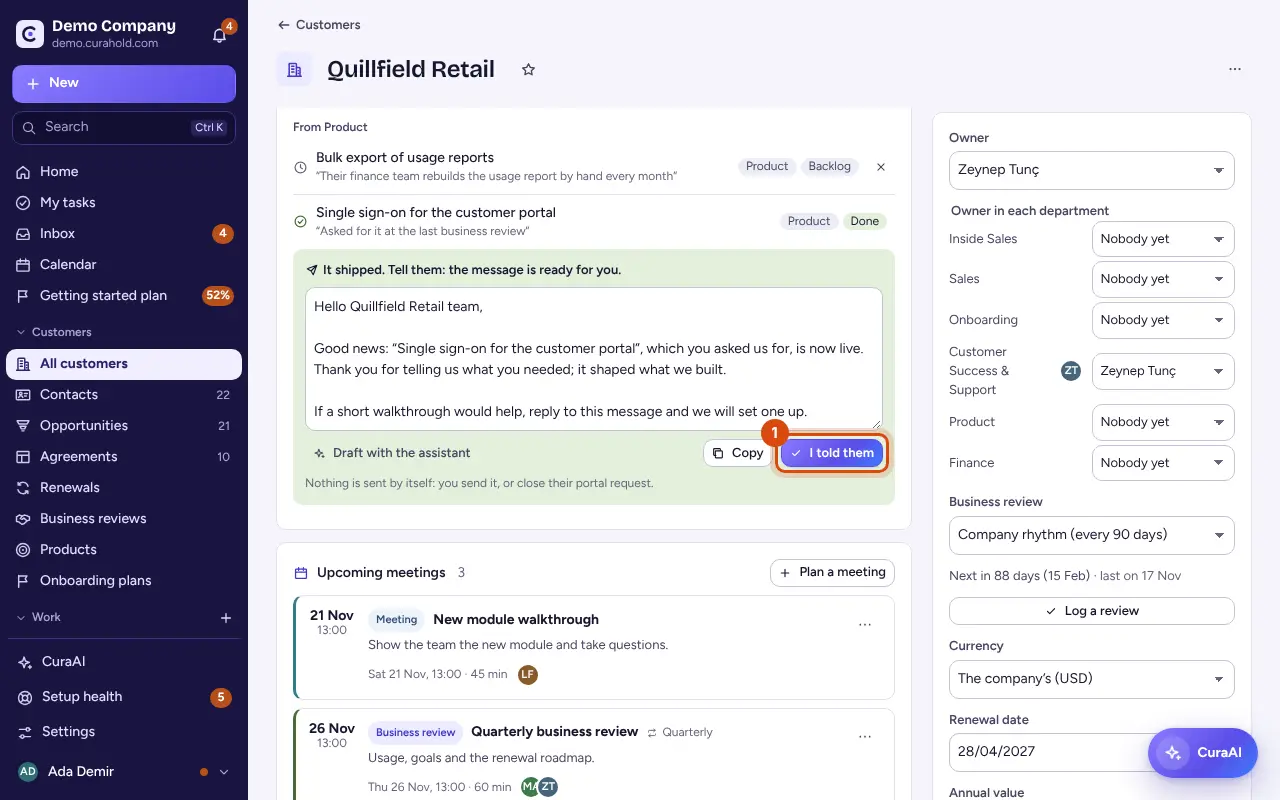 Demo Company
demo.curahold.com
4
New
Search
Ctrl K
Home
My tasks
Inbox
4
Calendar
Getting started plan
52%
Customers
All customers
Contacts
22
Opportunities
21
Agreements
10
Renewals
Business reviews
Products
Onboarding plans
Work
CuraAI
Setup health
5
Settings
AD
Ada Demir
Customers
Quillfield Retail
From Product
Bulk export of usage reports
“Their finance team rebuilds the usage report by hand every month”
Product
Backlog
Single sign-on for the customer portal
“Asked for it at the last business review”
Product
Done
It shipped. Tell them: the message is ready for you.
Hello Quillfield Retail team,
Good news: “Single sign-on for the customer portal”, which you asked us for, is now live.
Thank you for telling us what you needed; it shaped what we built.
If a short walkthrough would help, reply to this message and we will set one up.
Draft with the assistant
Copy
1
I told them
Nothing is sent by itself: you send it, or close their portal request.
Upcoming meetings 3
Plan a meeting
21 Nov
13:00
Meeting
New module walkthrough
Show the team the new module and take questions.
Sat 21 Nov, 13:00 · 45 min
LF
26 Nov
13:00
Business review
Quarterly business review
Quarterly
Usage, goals and the renewal roadmap.
Thu 26 Nov, 13:00 · 60 min
MA
ZT
Owner
Zeynep Tunç
Owner in each department
Inside Sales
Nobody yet
Sales
Nobody yet
Onboarding
Nobody yet
Customer
Success &
Support
ZT
Zeynep Tunç
Product
Nobody yet
Finance
Nobody yet
Business review
Company rhythm (every 90 days)
Next in 88 days (15 Feb) · last on 17 Nov
Log a review
Currency
The company’s (USD)
Renewal date
28/04/2027
CuraAI
Annual value